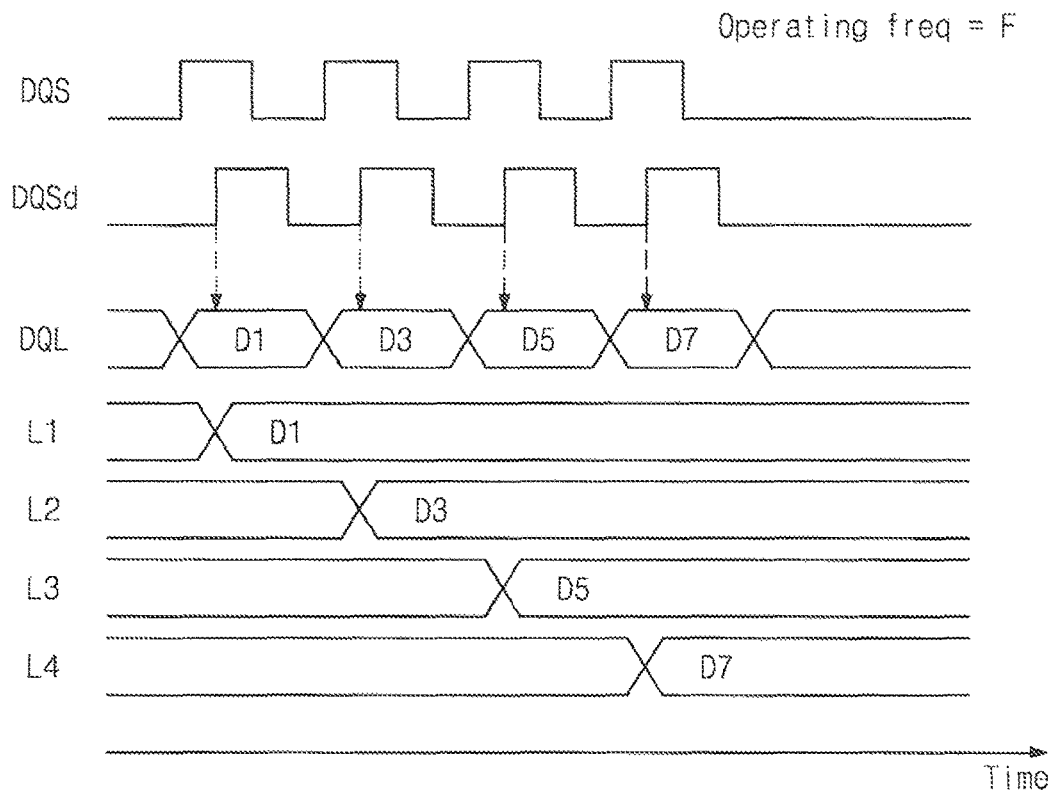 Operating freq = F
DQS
DQSd
DQL D1 D3 D5 D7
L1 D1
L2 D3
L3 D5
L4 D7
Time